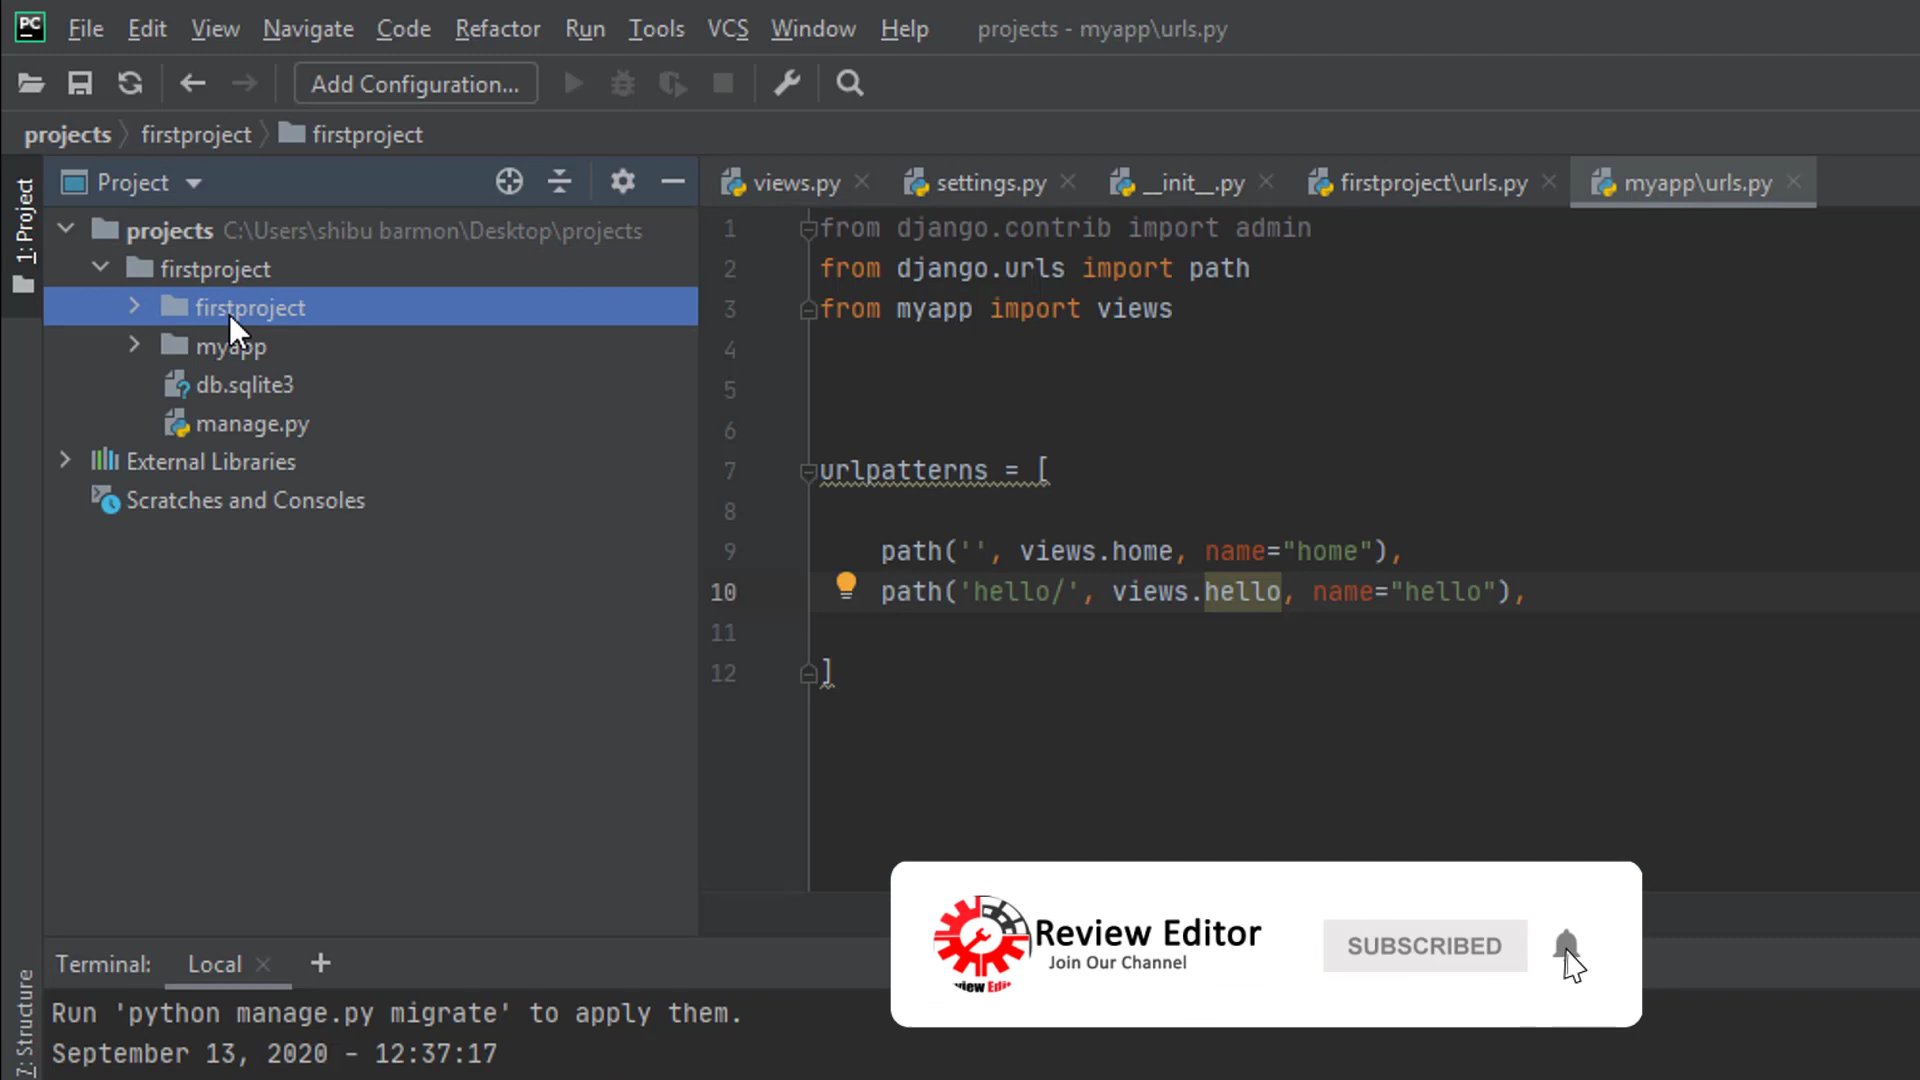 PC File Edit View Navigate Code Refactor Run Tools VCS Window Help projects - myapp\urls.py
Add Configuration...
projects firstproject firstproject
1: Project
Project
views.py settings.py __init__.py firstproject\urls.py myapp\urls.py
projects C:\Users\shibu barmon\Desktop\projects
firstproject
firstproject
myapp
db.sqlite3
manage.py
External Libraries
Scratches and Consoles
1 from django.contrib import admin
2 from django.urls import path
3 from myapp import views
4
5
6
7 urlpatterns = [
8
9 path('', views.home, name="home"),
10 path('hello/', views.hello, name="hello"),
11
12 ]
Review Editor
Join Our Channel
SUBSCRIBED
7: Structure
Terminal: Local +
Run 'python manage.py migrate' to apply them.
September 13, 2020 - 12:37:17